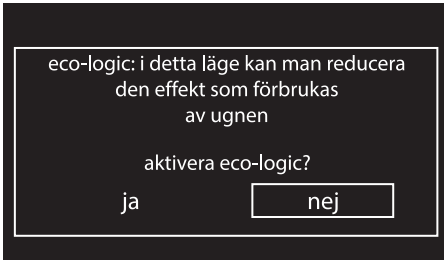 eco-logic: i detta läge kan man reducera
den effekt som förbrukas
av ugnen
aktivera eco-logic?
ja nej